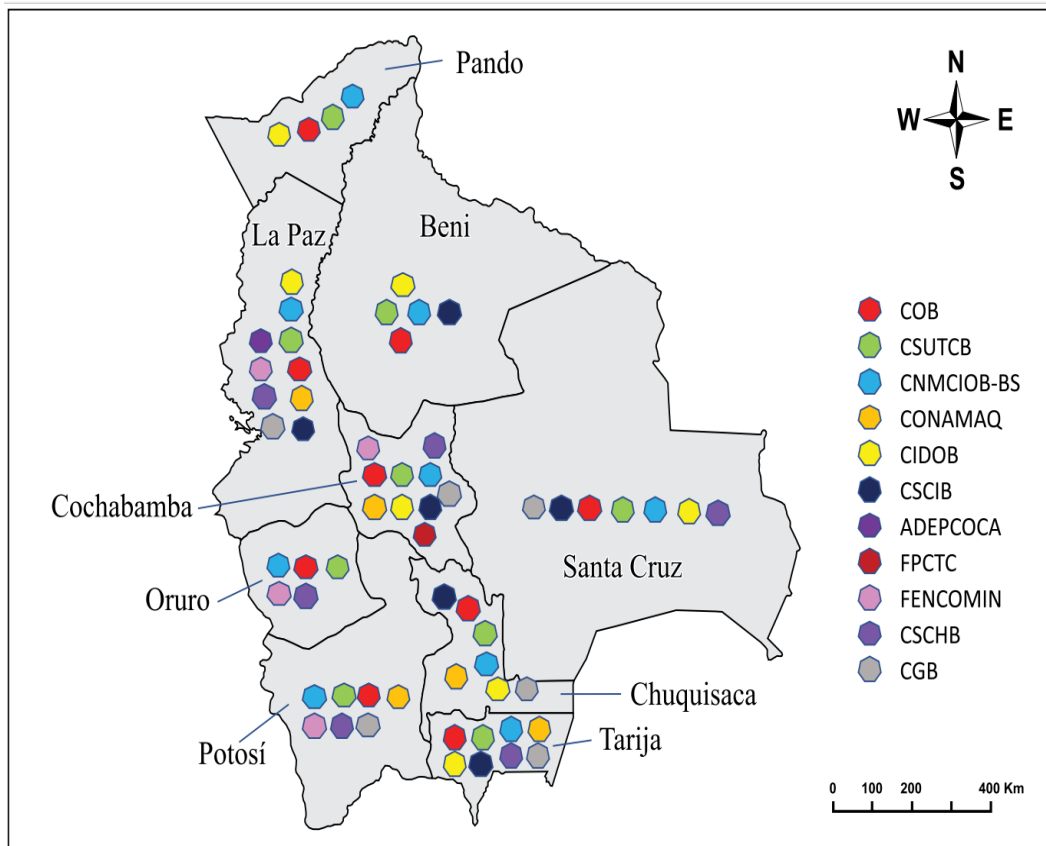 Pando
N
W E
S
La Paz
Beni
COB
CSUTCB
CNMCIOB-BS
CONAMAQ
CIDOB
CSCIB
ADEPCOCA
FPCTC
FENCOMIN
CSCHB
CGB
Cochabamba
Santa Cruz
Oruro
Chuquisaca
Potosí
Tarija
0 100 200 400 Km